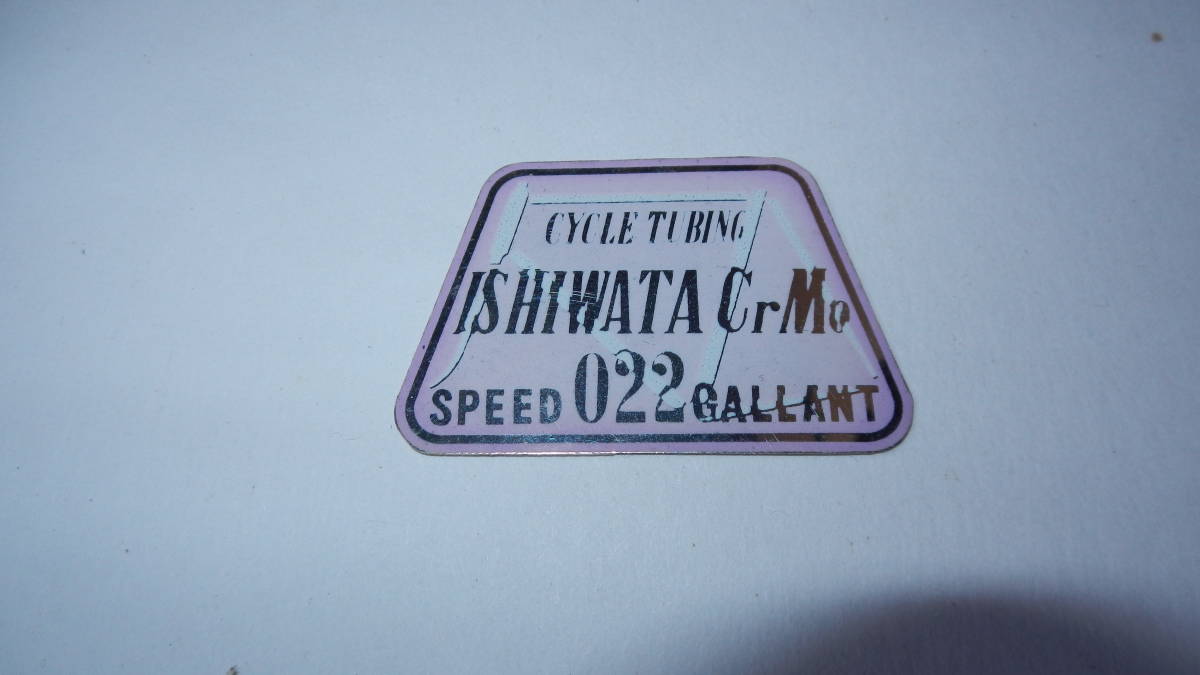 CYCLE TUBING
ISHIWATA CrMo
SPEED 022 GALLANT